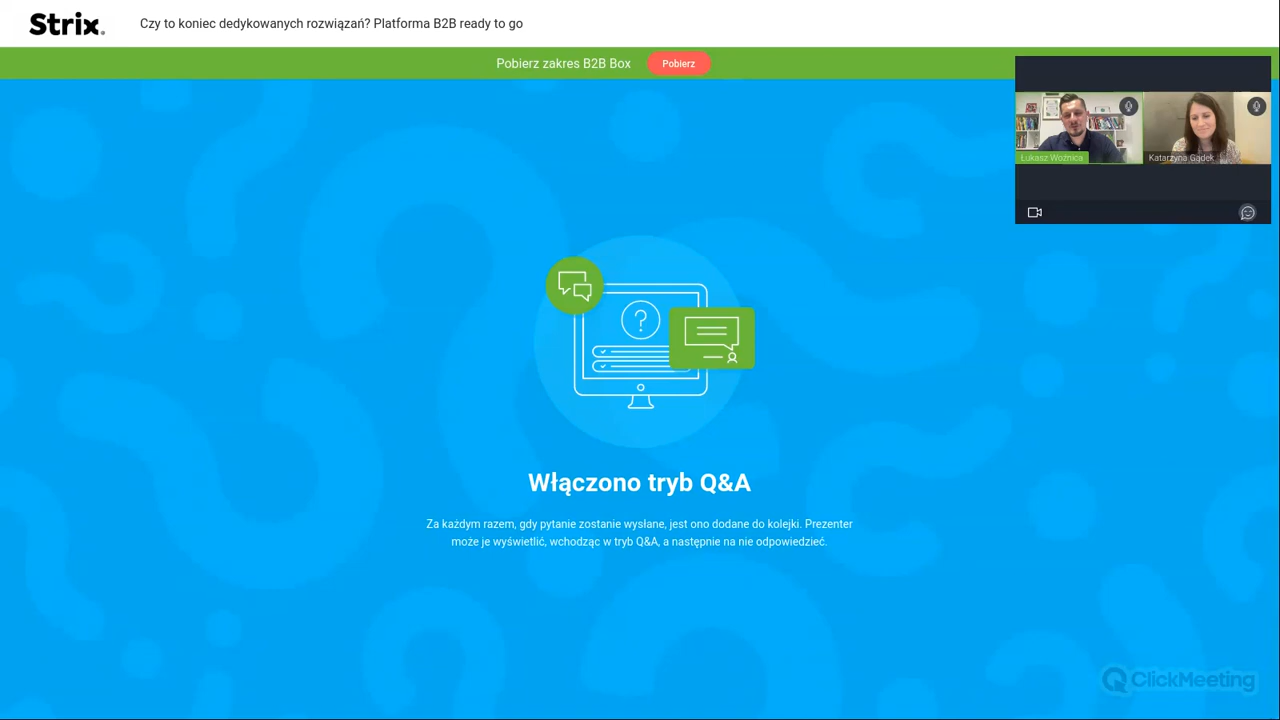 Strix
Czy to koniec dedykowanych rozwiązań? Platforma B2B ready to go
Pobierz zakres B2B Box
Pobierz
Łukasz Woźnica
Katarzyna Gądek
?
Włączono tryb Q&A
Za każdym razem, gdy pytanie zostanie wysłane, jest ono dodane do kolejki. Prezenter
może je wyświetlić, wchodząc w tryb Q&A, a następnie na nie odpowiedzieć.
ClickMeeting